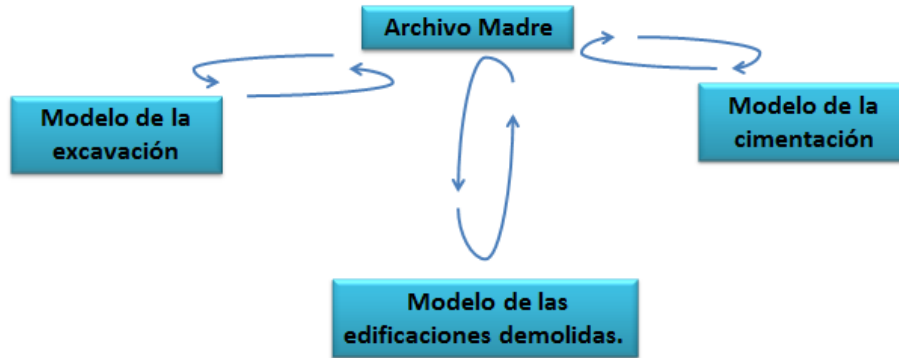 Archivo Madre
Modelo de la
excavación
Modelo de la
cimentación
Modelo de las
edificaciones demolidas.